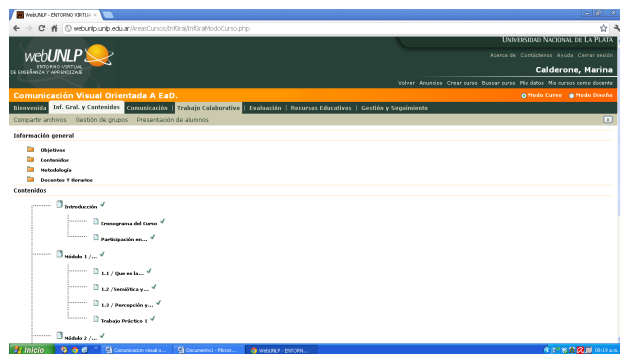 WebUNLP - ENTORNO VIRTU
webunlp.unlp.edu.ar/AreasCursos/InfGral/InfGralModoCurso.php
UNIVERSIDAD NACIONAL DE LA PLATA
webUNLP
ENTORNO VIRTUAL
DE ENSEÑANZA Y APRENDIZAJE
Acerca de Contáctenos Ayuda Cerrar sesión
Calderone, Marina
Volver Anuncios Crear curso Buscar curso Mis datos Mis cursos como docente
Comunicación Visual Orientada A EaD.
Modo Curso Modo Diseño
Bienvenida Inf. Gral. y Contenidos Comunicación | Trabajo Colaborativo | Evaluación | Recursos Educativos | Gestión y Seguimiento
Compartir archivos Gestión de grupos Presentación de alumnos
Información general
Objetivos
Contenidos
Metodología
Docentes Y Horarios
Contenidos
Introducción
Cronograma del Curso
Participación en...
Módulo 1 /...
1.1 / Que es la...
1.2 /Semiótica y...
1.3 / Percepción y...
Trabajo Práctico 1
Módulo 2 /...
Inicio
Comunicacion visual o...
Documento1 - Micros...
WebUNLP - ENTORN...
09:19 a.m.